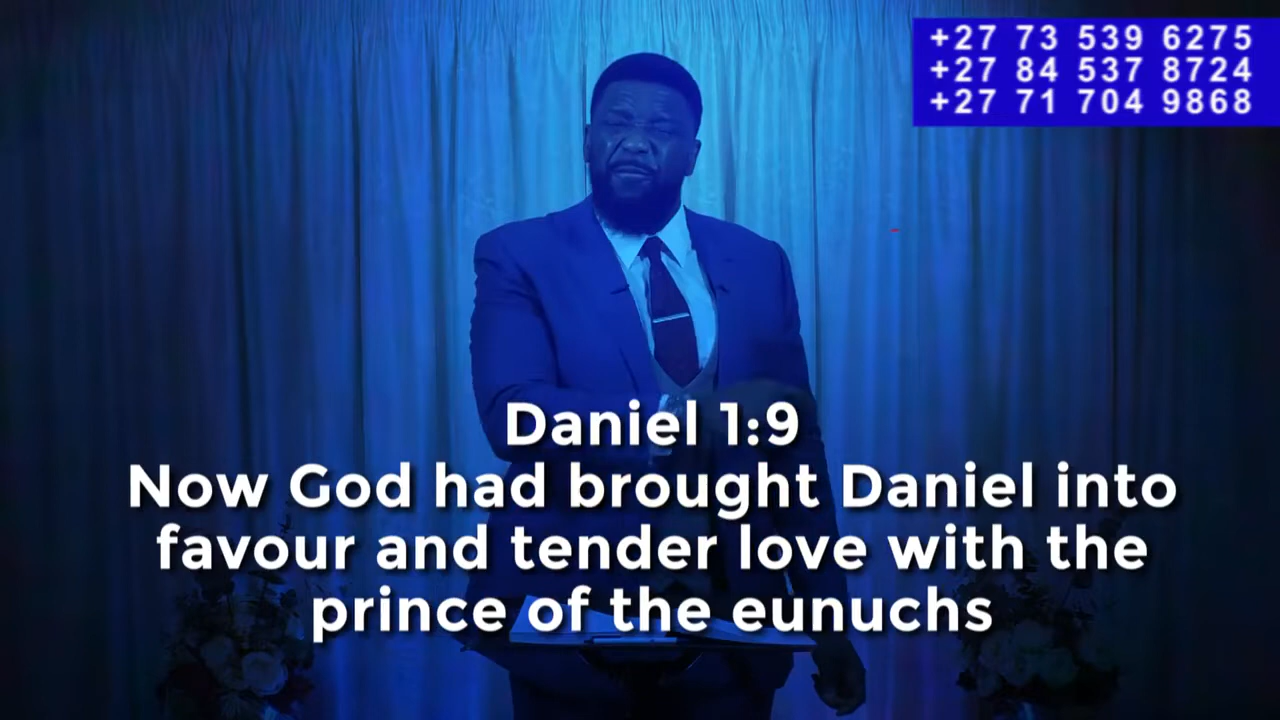 +27 73 539 6275
+27 84 537 8724
+27 71 704 9868
Daniel 1:9
Now God had brought Daniel into
favour and tender love with the
prince of the eunuchs